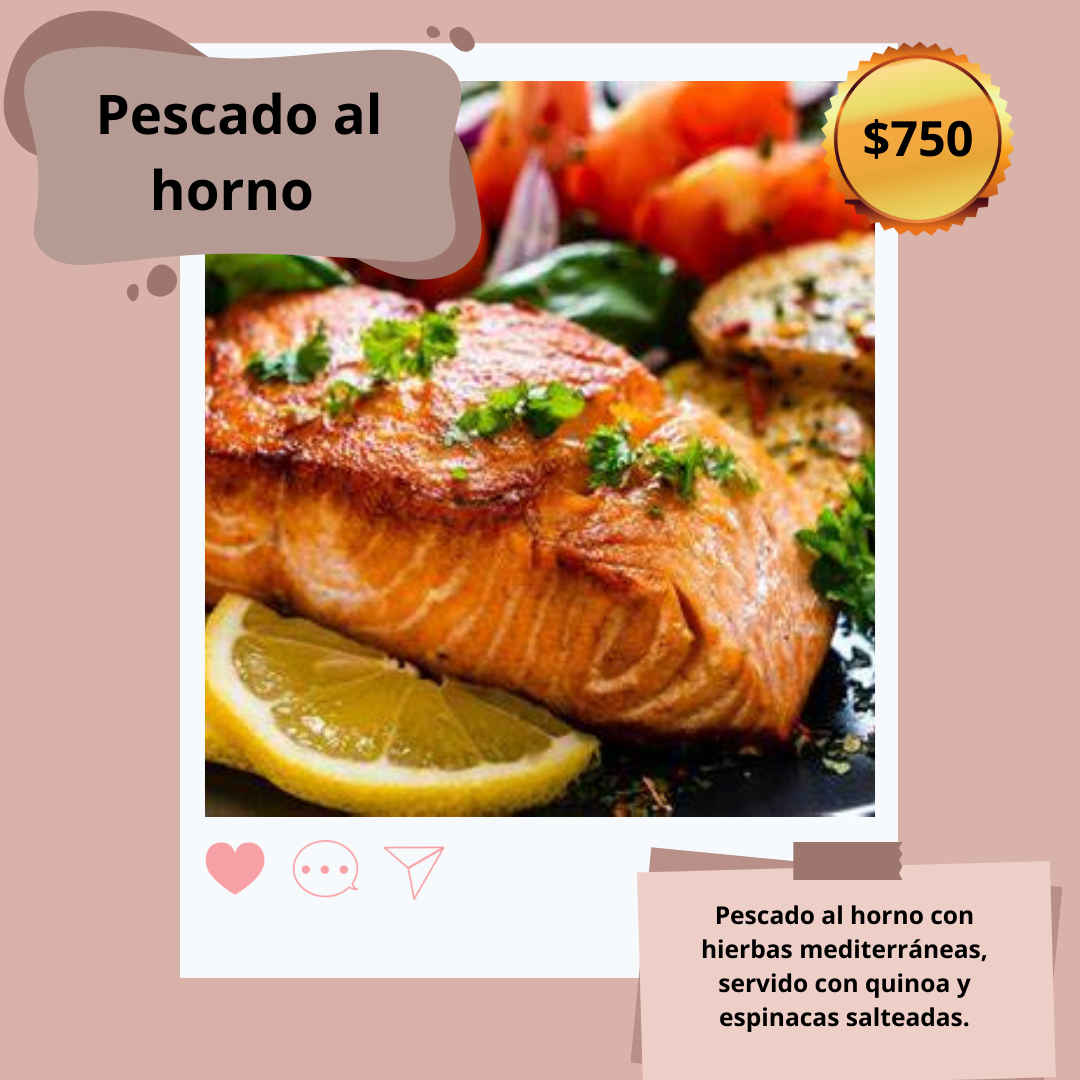 Pescado al
horno
$750
Pescado al horno con
hierbas mediterráneas,
servido con quinoa y
espinacas salteadas.